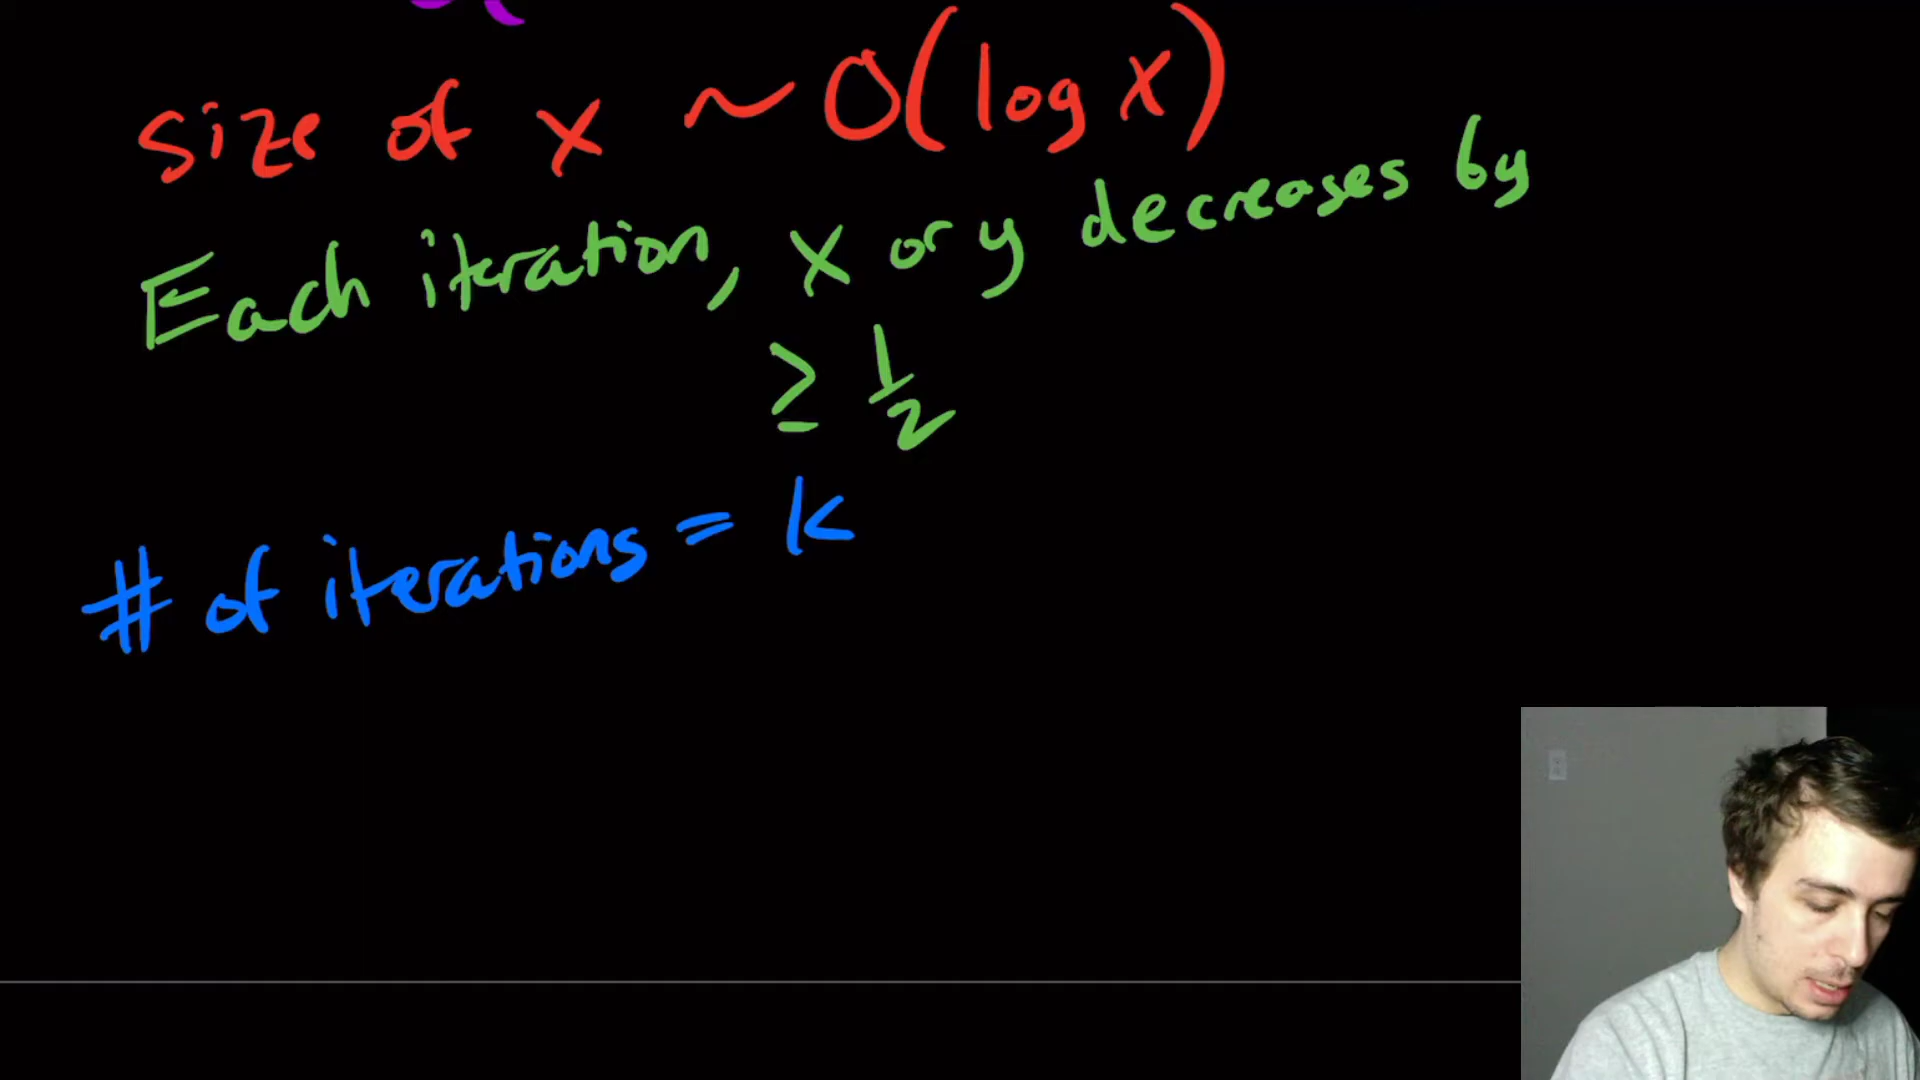 size of x ~ O(log x)
Each iteration, x or y decreases by
≥ 1/2
# of iterations = k